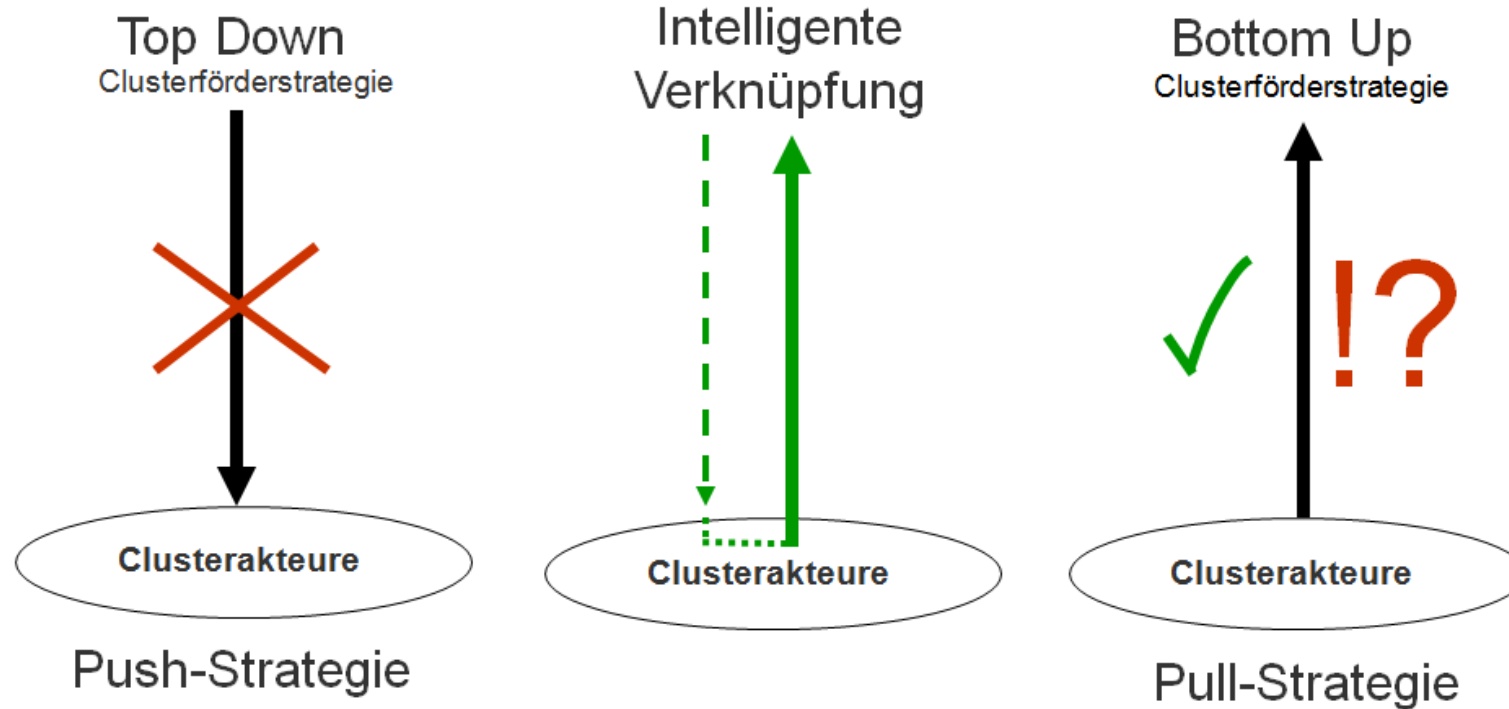 Top Down
Clusterförderstrategie
Clusterakteure
Push-Strategie
Intelligente
Verknüpfung
Clusterakteure
Bottom Up
Clusterförderstrategie
!?
Clusterakteure
Pull-Strategie